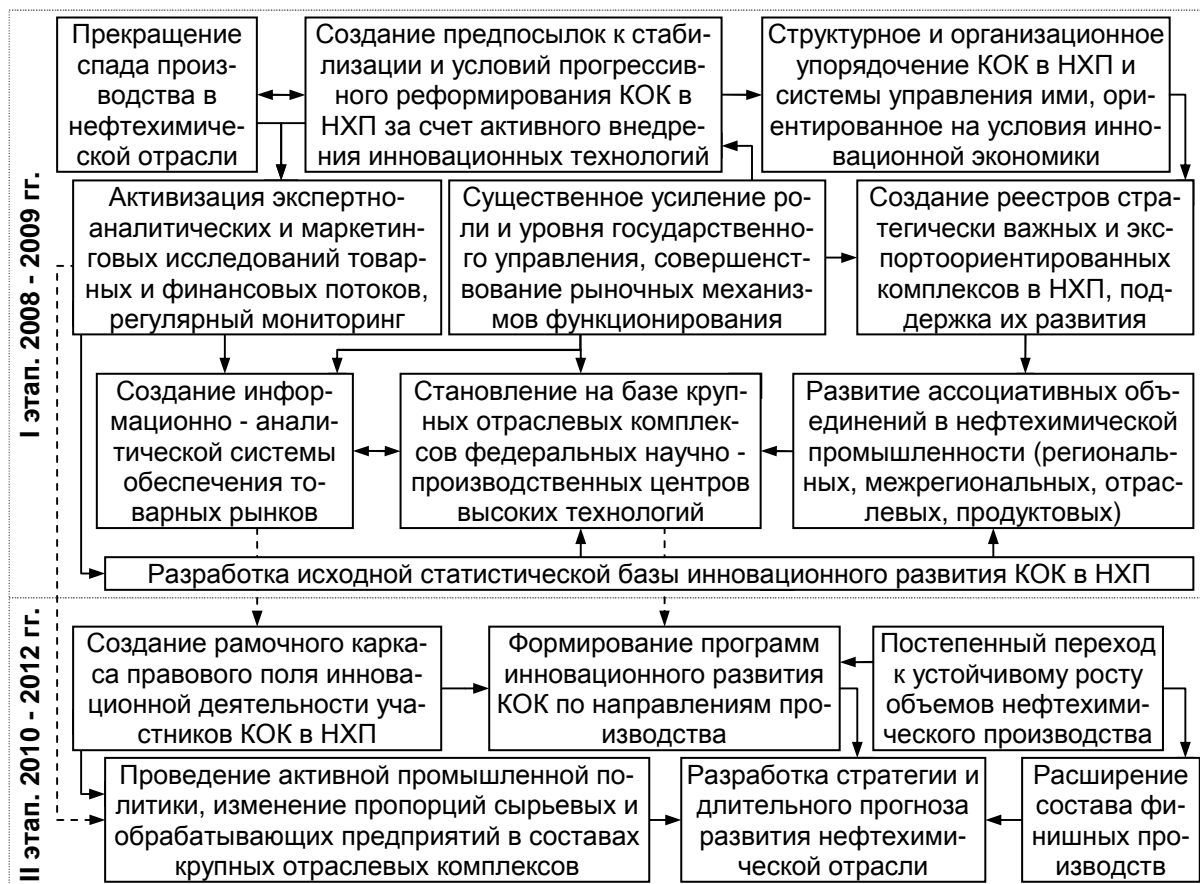 I этап. 2008 - 2009 гг.
Прекращение
спада произ-
водства в
нефтехимиче-
ской отрасли
Создание предпосылок к стаби-
лизации и условий прогрессив-
ного реформирования КОК в
НХП за счет активного внедре-
ния инновационных технологий
Структурное и организационное
упорядочение КОК в НХП и
системы управления ими, ори-
ентированное на условия инно-
вационной экономики
Активизация экспертно-
аналитических и маркетин-
говых исследований товар-
ных и финансовых потоков,
регулярный мониторинг
Существенное усиление ро-
ли и уровня государственно-
го управления, совершенст-
вование рыночных механиз-
мов функционирования
Создание реестров стра-
тегически важных и экс-
портоориентированных
комплексов в НХП, под-
держка их развития
Создание инфор-
мационно - анали-
тической системы
обеспечения то-
варных рынков
Становление на базе круп-
ных отраслевых комплек-
сов федеральных научно -
производственных центров
высоких технологий
Развитие ассоциативных объ-
единений в нефтехимической
промышленности (региональ-
ных, межрегиональных, отрас-
левых, продуктовых)
Разработка исходной статистической базы инновационного развития КОК в НХП
II этап. 2010 - 2012 гг.
Создание рамочного карка-
са правового поля иннова-
ционной деятельности уча-
стников КОК в НХП
Формирование программ
инновационного развития
КОК по направлениям про-
изводства
Постепенный переход
к устойчивому росту
объемов нефтехими-
ческого производства
Проведение активной промышленной по-
литики, изменение пропорций сырьевых и
обрабатывающих предприятий в составах
крупных отраслевых комплексов
Разработка стратегии и
длительного прогноза
развития нефтехими-
ческой отрасли
Расширение
состава фи-
нишных про-
изводств